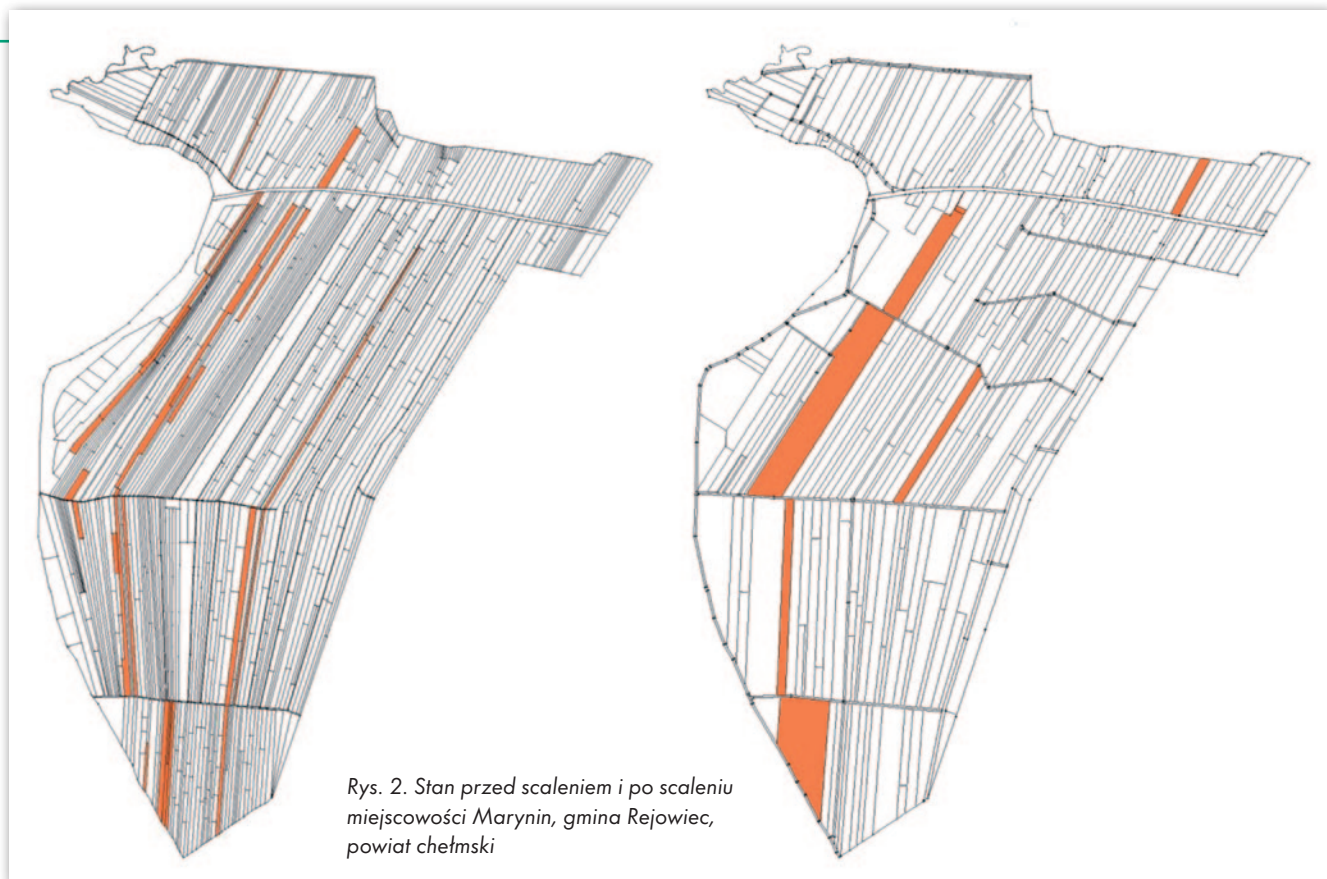 Rys. 2. Stan przed scaleniem i po scaleniu
miejscowości Marynin, gmina Rejowiec,
powiat chełmski